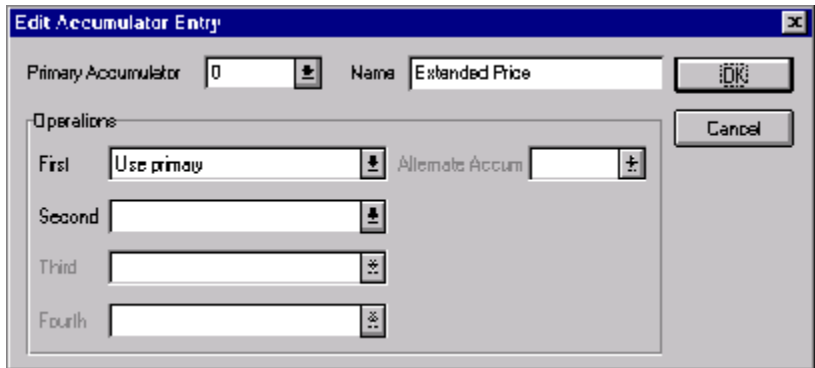 Edit Accumulator Entry
Primary Accumulator 0 Name Extended Price OK
Operations Cancel
First Use primary Alternate Accum
Second
Third
Fourth